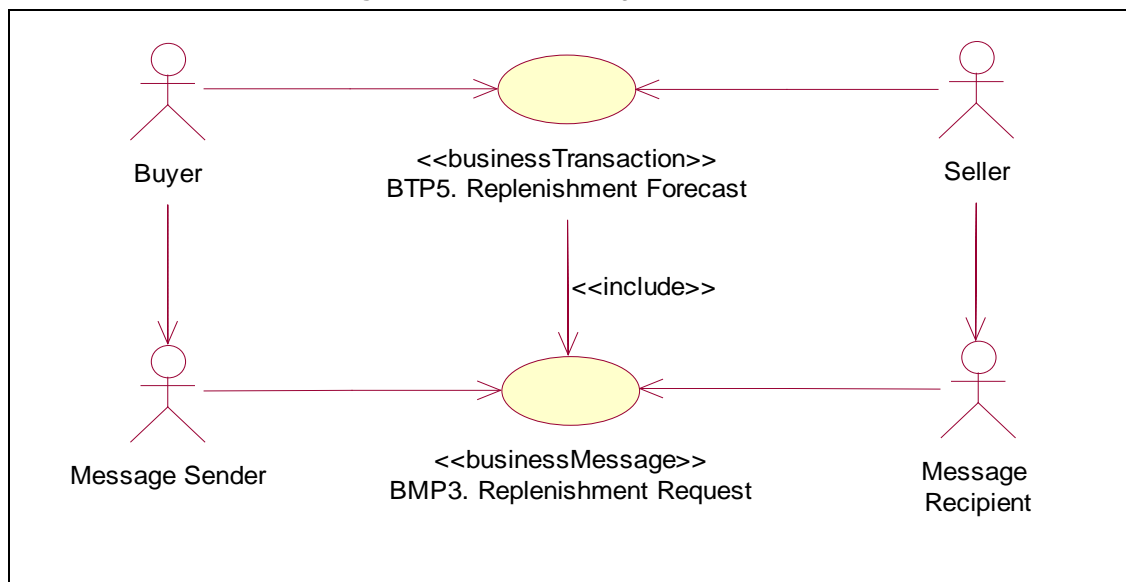 Buyer
<<businessTransaction>>
BTP5. Replenishment Forecast
Seller
<<include>>
Message Sender
<<businessMessage>>
BMP3. Replenishment Request
Message
Recipient